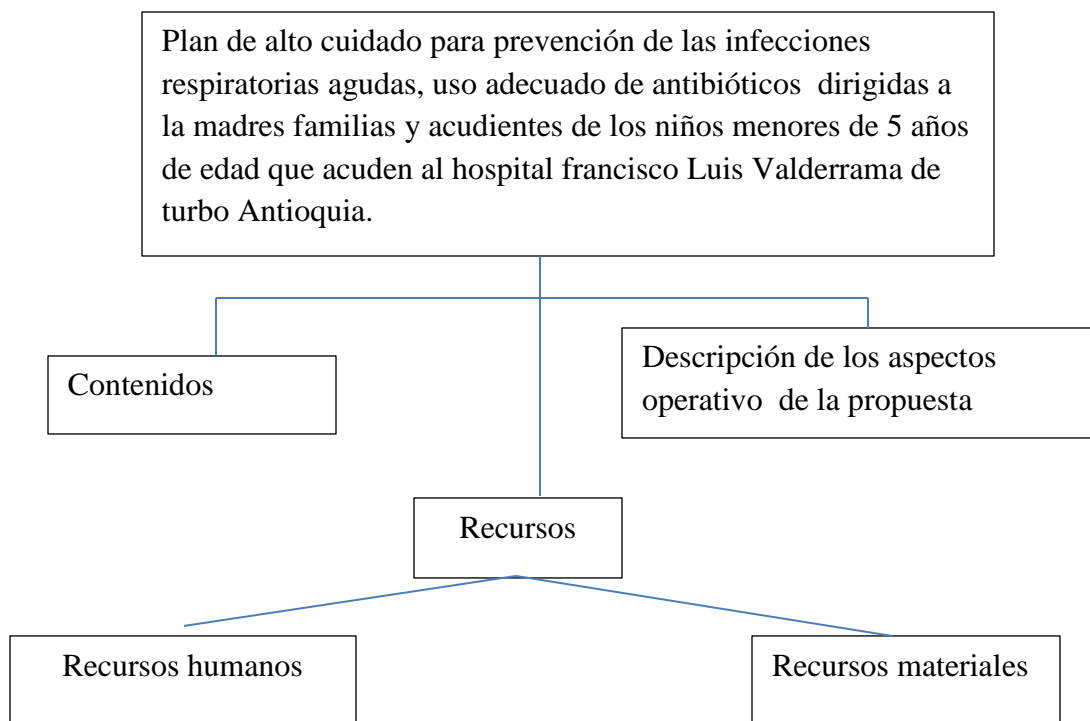 Plan de alto cuidado para prevención de las infecciones
respiratorias agudas, uso adecuado de antibióticos  dirigidas a
la madres familias y acudientes de los niños menores de 5 años
de edad que acuden al hospital francisco Luis Valderrama de
turbo Antioquia.
Contenidos
Descripción de los aspectos
operativo  de la propuesta
Recursos
Recursos humanos
Recursos materiales